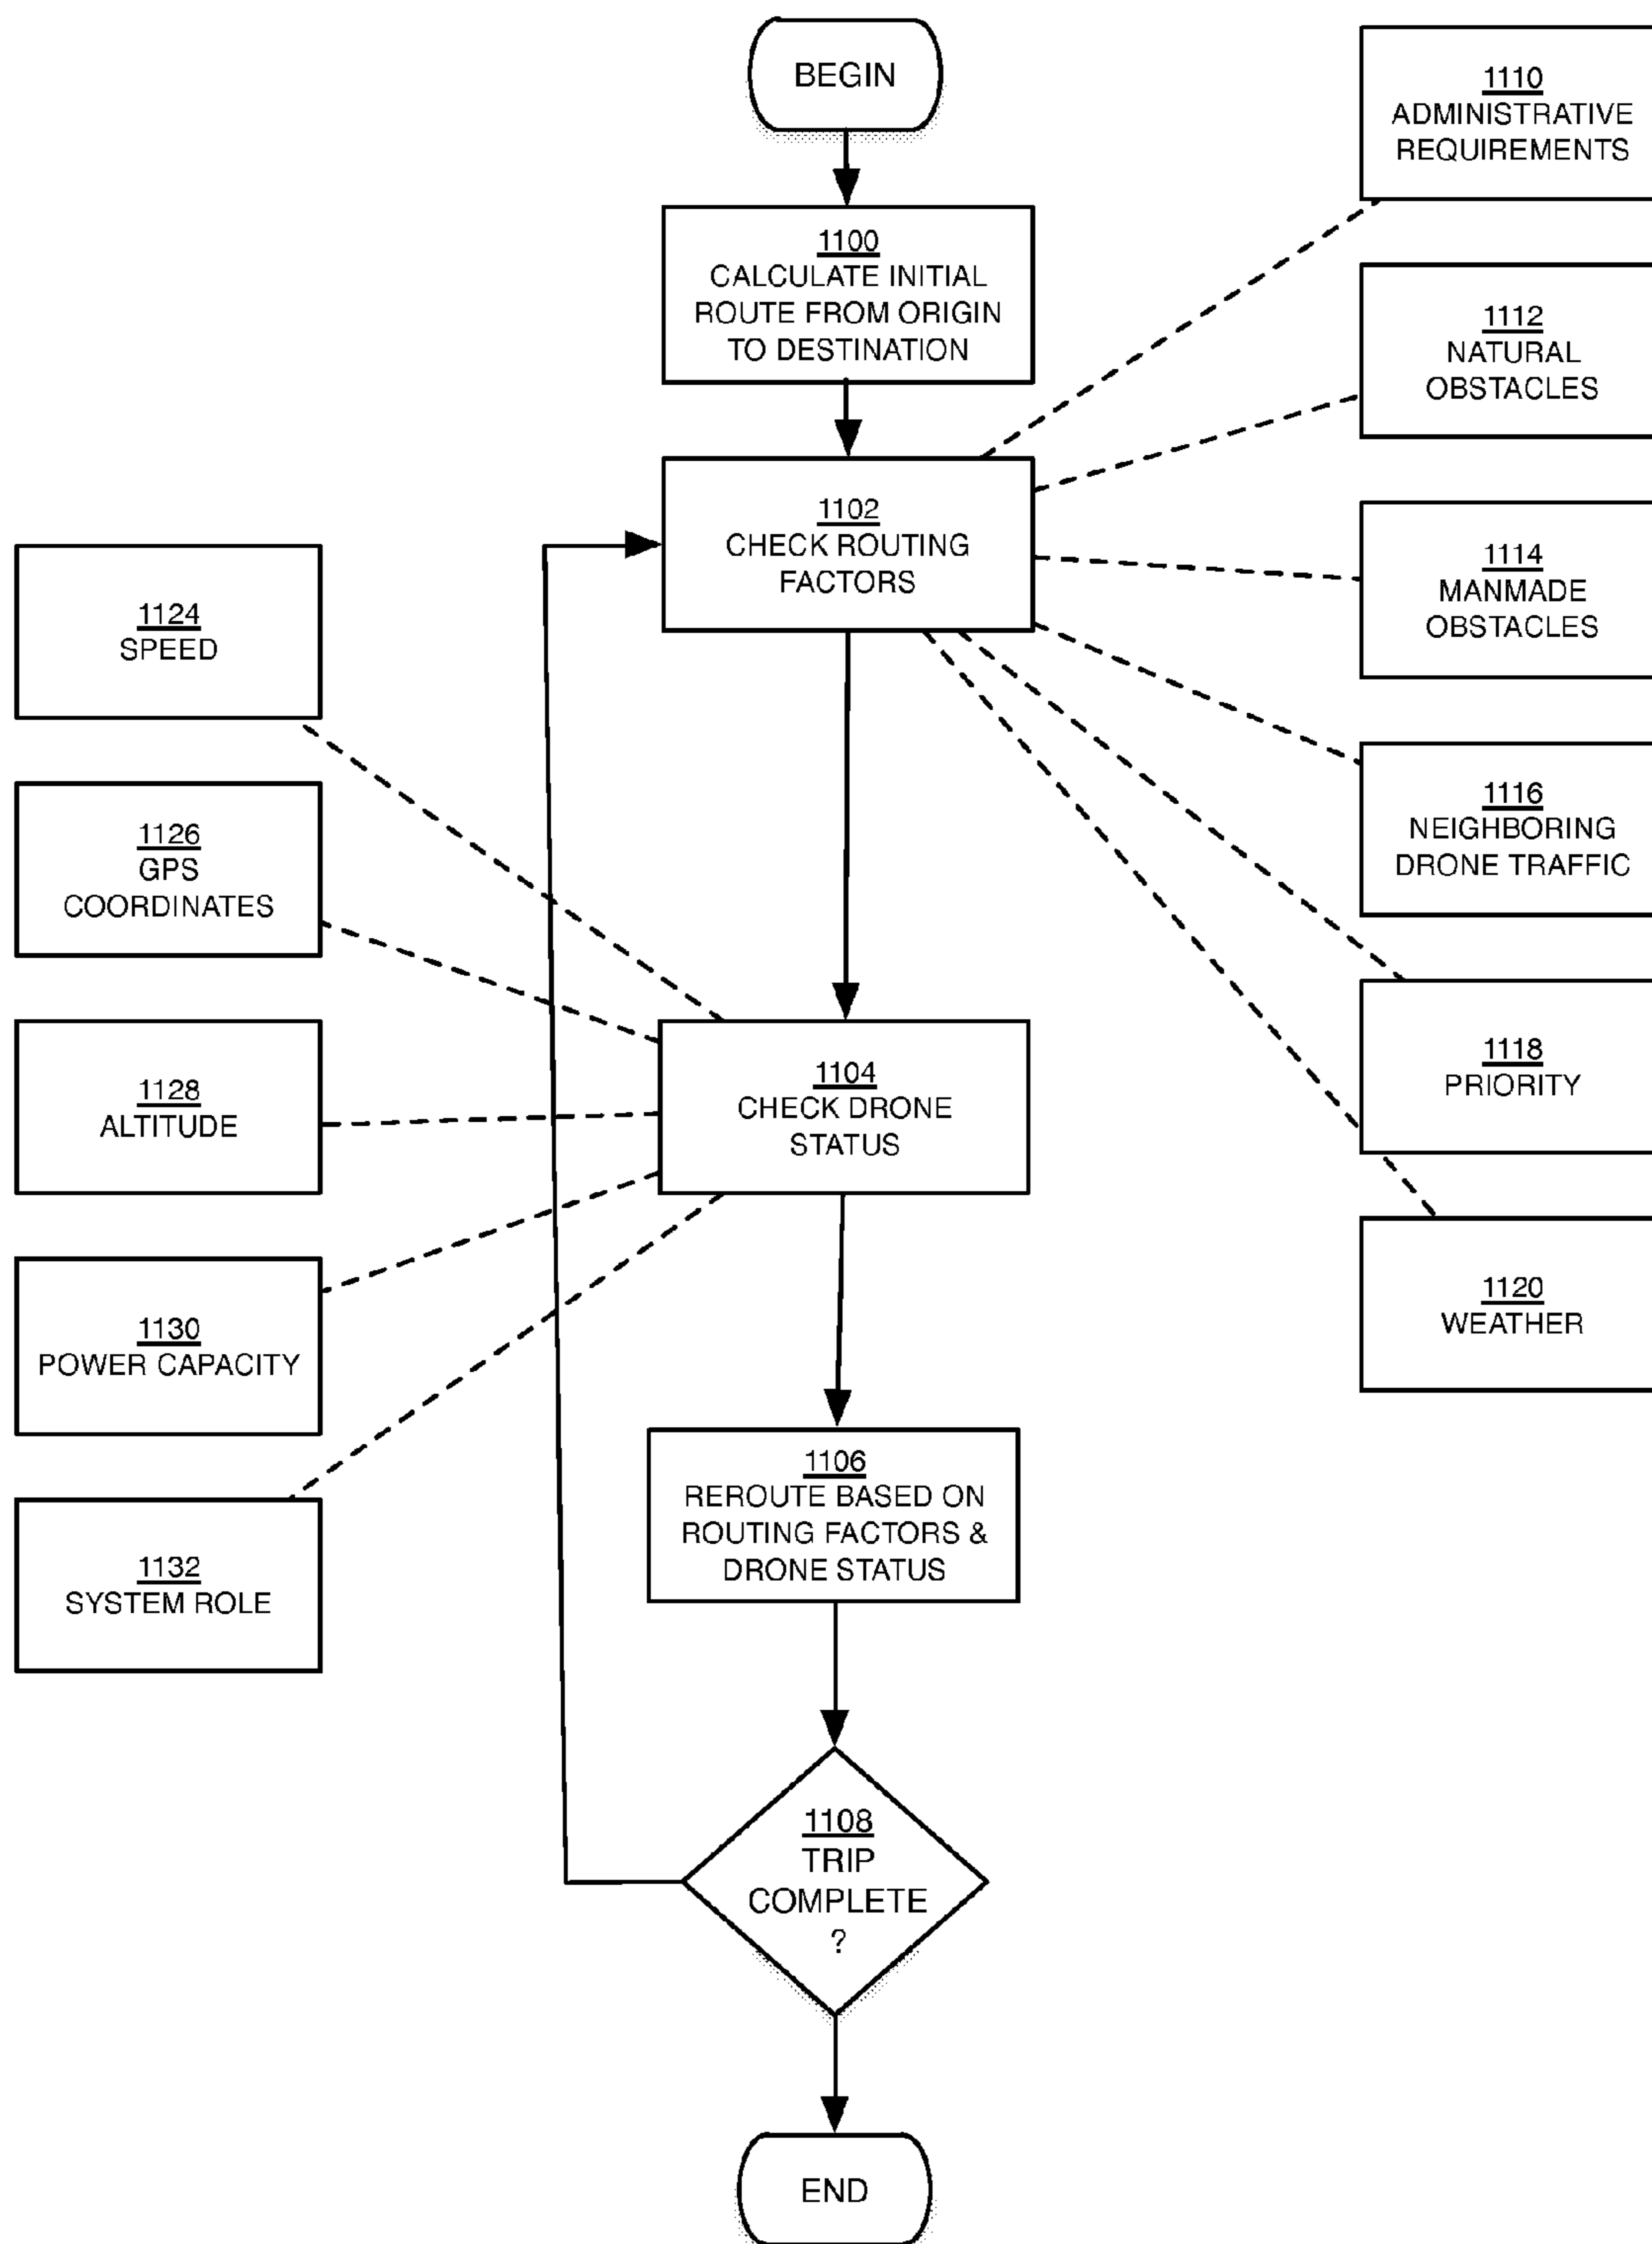 BEGIN
1100
CALCULATE INITIAL
ROUTE FROM ORIGIN
TO DESTINATION
1102
CHECK ROUTING
FACTORS
1104
CHECK DRONE
STATUS
1106
REROUTE BASED ON
ROUTING FACTORS &
DRONE STATUS
1108
TRIP
COMPLETE
?
END
1110
ADMINISTRATIVE
REQUIREMENTS
1112
NATURAL
OBSTACLES
1114
MANMADE
OBSTACLES
1116
NEIGHBORING
DRONE TRAFFIC
1118
PRIORITY
1120
WEATHER
1124
SPEED
1126
GPS
COORDINATES
1128
ALTITUDE
1130
POWER CAPACITY
1132
SYSTEM ROLE